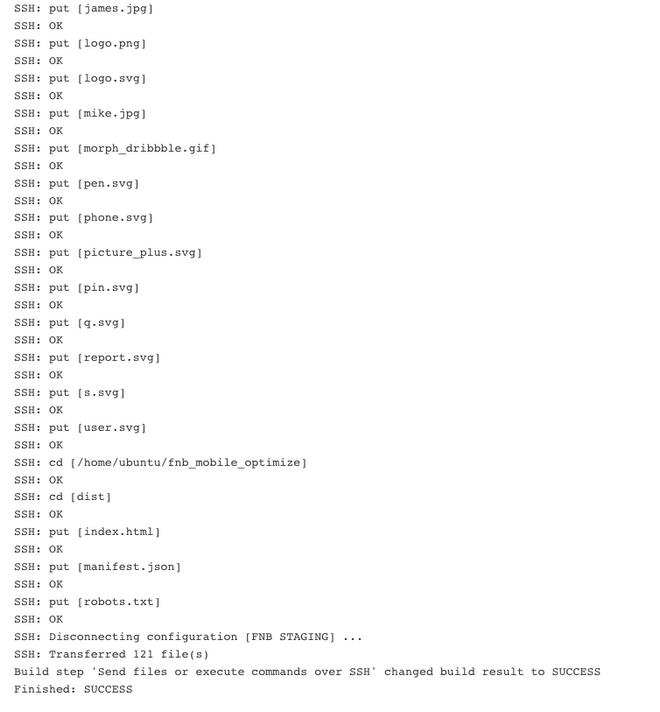 SSH: put [james.jpg]
SSH: OK
SSH: put [logo.png]
SSH: OK
SSH: put [logo.svg]
SSH: OK
SSH: put [mike.jpg]
SSH: OK
SSH: put [morph_dribbble.gif]
SSH: OK
SSH: put [pen.svg]
SSH: OK
SSH: put [phone.svg]
SSH: OK
SSH: put [picture_plus.svg]
SSH: OK
SSH: put [pin.svg]
SSH: OK
SSH: put [q.svg]
SSH: OK
SSH: put [report.svg]
SSH: OK
SSH: put [s.svg]
SSH: OK
SSH: put [user.svg]
SSH: OK
SSH: cd [/home/ubuntu/fnb_mobile_optimize]
SSH: OK
SSH: cd [dist]
SSH: OK
SSH: put [index.html]
SSH: OK
SSH: put [manifest.json]
SSH: OK
SSH: put [robots.txt]
SSH: OK
SSH: Disconnecting configuration [FNB STAGING] ...
SSH: Transferred 121 file(s)
Build step 'Send files or execute commands over SSH' changed build result to SUCCESS
Finished: SUCCESS